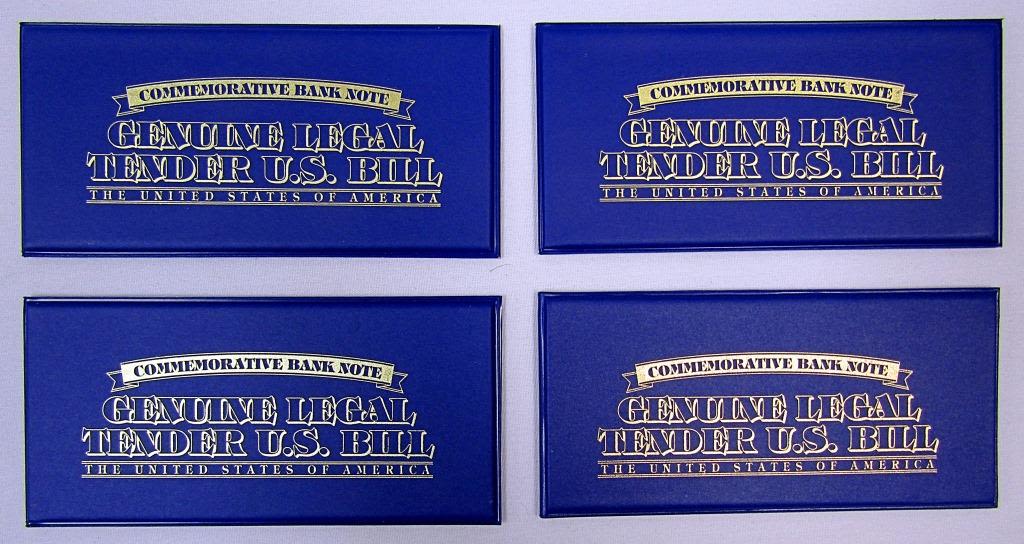 COMMEMORATIVE BANK NOTE
GENUINE LEGAL
TENDER U.S. BILL
THE UNITED STATES OF AMERICA
COMMEMORATIVE BANK NOTE
GENUINE LEGAL
TENDER U.S. BILL
THE UNITED STATES OF AMERICA
COMMEMORATIVE BANK NOTE
GENUINE LEGAL
TENDER U.S. BILL
THE UNITED STATES OF AMERICA
COMMEMORATIVE BANK NOTE
GENUINE LEGAL
TENDER U.S. BILL
THE UNITED STATES OF AMERICA